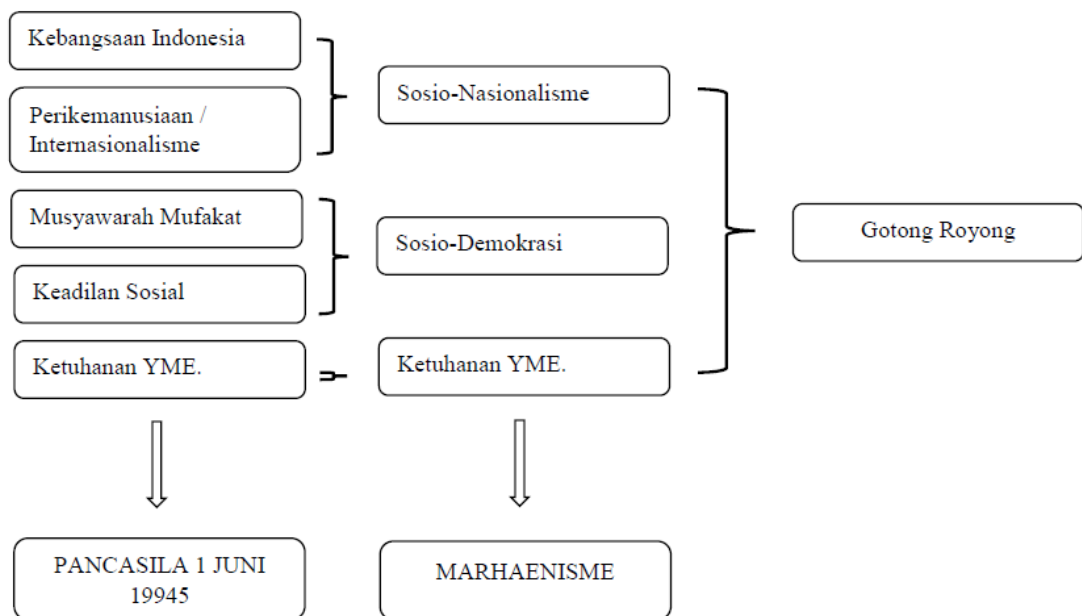 Kebangsaan Indonesia
Perikemanusiaan /
Internasionalisme
Musyawarah Mufakat
Keadilan Sosial
Ketuhanan YME.
Sosio-Nasionalisme
Sosio-Demokrasi
Ketuhanan YME.
Gotong Royong
PANCASILA 1 JUNI
19945
MARHAENISME